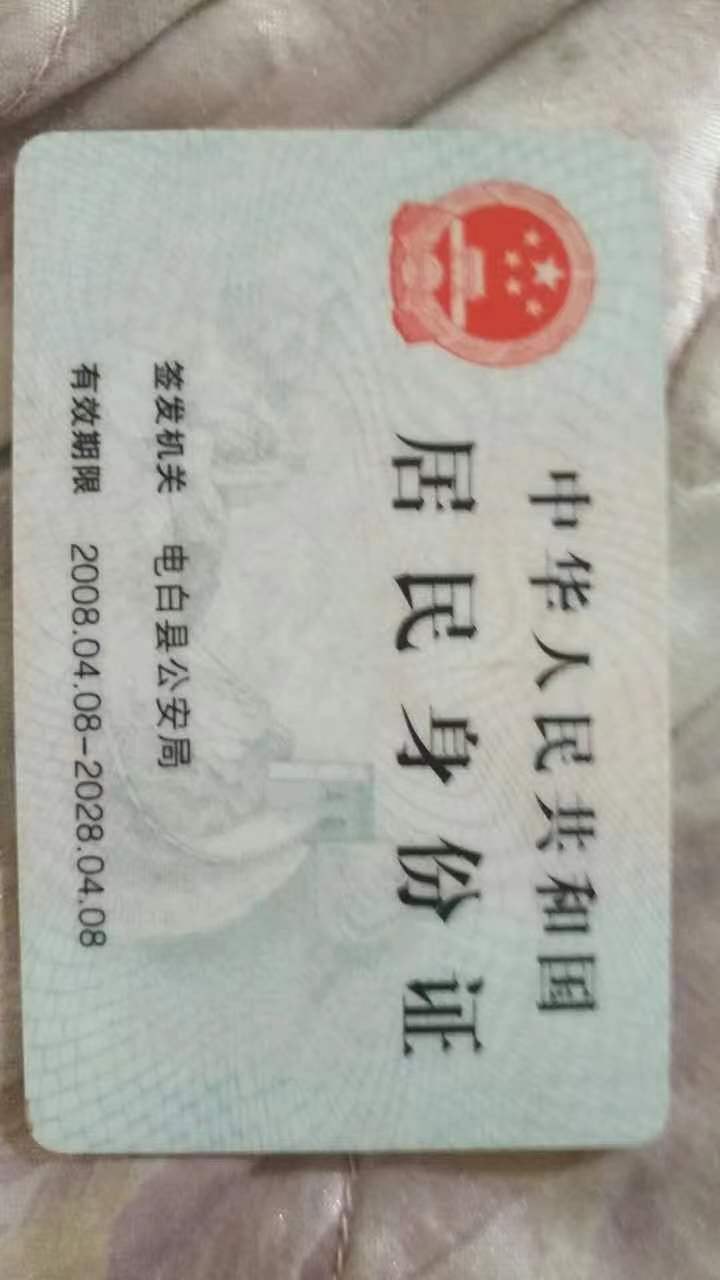 中华人民共和国
居民身份证
签发机关 电白县公安局
有效期限 2008.04.08-2028.04.08